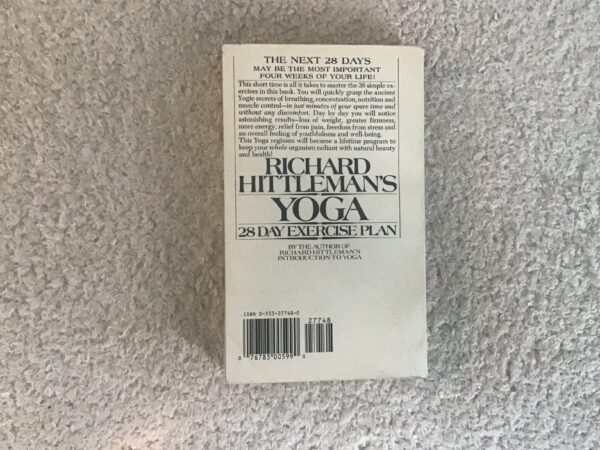 THE NEXT 28 DAYS
MAY BE THE MOST IMPORTANT
FOUR WEEKS OF YOUR LIFE!
This short time is all it takes to master the 38 simple ex-
ercises in this book. You will quickly grasp the ancient
Yogic secrets of breathing, concentration, nutrition and
muscle control—in just minutes of your spare time and
without any discomfort. Day by day you will notice
astonishing results—loss of weight, greater firmness,
more energy, relief from pain, freedom from stress and
an overall feeling of youthfulness and well-being.
This Yoga regimen will become a lifetime program to
keep your whole organism radiant with natural beauty
and health!
RICHARD
HITTLEMAN'S
YOGA
28 DAY EXERCISE PLAN
BY THE AUTHOR OF
RICHARD HITTLEMAN'S
INTRODUCTION TO YOGA
ISBN 0-553-27748-
27748
0 76783 00599